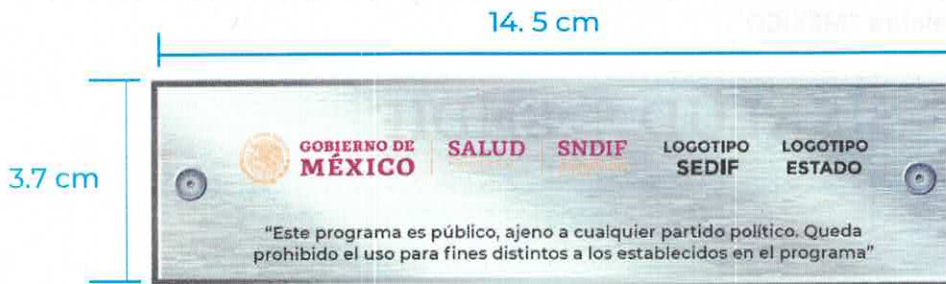 14. 5 cm
3.7 cm
GOBIERNO DE
MÉXICO
SALUD
SNDIF
LOGOTIPO
SEDIF
LOGOTIPO
ESTADO
“Este programa es público, ajeno a cualquier partido político. Queda
prohibido el uso para fines distintos a los establecidos en el programa”